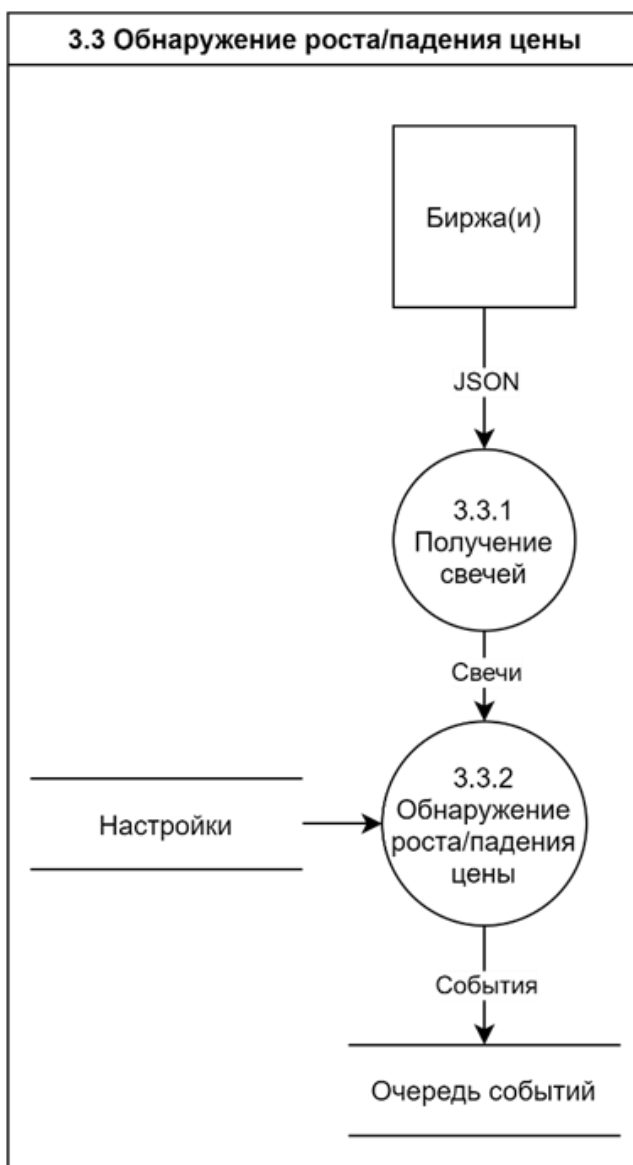 3.3 Обнаружение роста/падения цены
Биржа(и)
JSON
3.3.1
Получение
свечей
Свечи
3.3.2
Обнаружение
роста/падения
цены
Настройки
События
Очередь событий